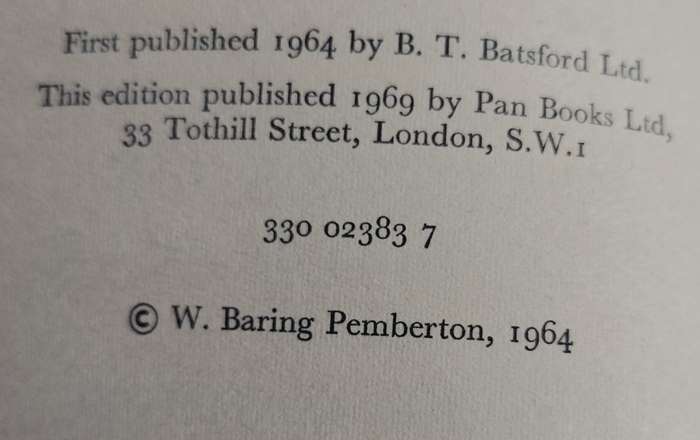 First published 1964 by B. T. Batsford Ltd.
This edition published 1969 by Pan Books Ltd,
33 Tothill Street, London, S.W.1
330 02383 7
© W. Baring Pemberton, 1964